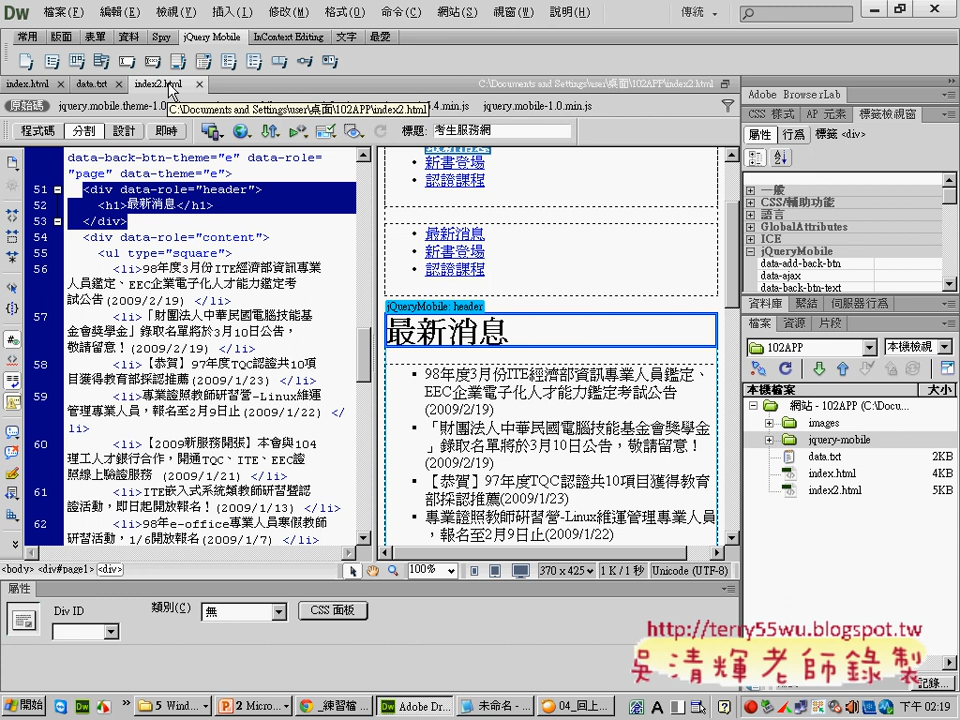 Dw 檔案(F) 編輯(E) 檢視(V) 插入(I) 修改(M) 格式(O) 命令(C) 網站(S) 視窗(W) 說明(H) 傳統
常用 版面 表單 資料 Spry jQuery Mobile InContext Editing 文字 最愛
index.html data.txt index2.html C:\Documents and Settings\user\桌面\102APP\index2.html
原始碼 jquery.mobile.theme-1.0 .4.min.js jquery.mobile-1.0.min.js
C:\Documents and Settings\user\桌面\102APP\index2.html
程式碼 分割 設計 即時 標題: 考生服務網
data-back-btn-theme="e" data-role=
"page" data-theme="e">
51 <div data-role="header">
52 <h1>最新消息</h1>
53 </div>
54 <div data-role="content">
55 <ul type="square">
56 <li>98年度3月份ITE經濟部資訊專業
人員鑑定、EEC企業電子化人才能力鑑定考
試公告(2009/2/19) </li>
57 <li>「財團法人中華民國電腦技能基
金會獎學金」錄取名單將於3月10日公告,
敬請留意!(2009/2/19) </li>
58 <li>【恭賀】97年度TQC認證共10項
目獲得教育部採認推薦(2009/1/23) </li>
59 <li>專業證照教師研習營-Linux維運
管理專業人員,報名至2月9日止(2009/1/22) </
li>
60 <li>【2009新服務開張】本會與104
理工人才銀行合作,開通TQC、ITE、EEC證
照線上驗證服務 (2009/1/21) </li>
61 <li>ITE嵌入式系統類教師研習暨認
證活動,即日起開放報名!(2009/1/13) </li>
62 <li>98年e-office專業人員寒假教師
研習活動,1/6開放報名(2009/1/7) </li>
新書登場
認證課程
最新消息
新書登場
認證課程
jQueryMobile: header
最新消息
98年度3月份ITE經濟部資訊專業人員鑑定、
EEC企業電子化人才能力鑑定考試公告
(2009/2/19)
「財團法人中華民國電腦技能基金會獎學金
」錄取名單將於3月10日公告,敬請留意!
(2009/2/19)
【恭賀】97年度TQC認證共10項目獲得教育
部採認推薦(2009/1/23)
專業證照教師研習營-Linux維運管理專業人員
,報名至2月9日止(2009/1/22)
<body> <div#page1> <div> 100% 370 x 425 1 K / 1 秒 Unicode (UTF-8)
屬性
Div ID 類別(C) 無 CSS 面板
Adobe BrowserLab
CSS 樣式 AP 元素 標籤檢視窗
屬性 行為 標籤 <div>
一般
CSS/輔助功能
語言
GlobalAttributes
ICE
jQueryMobile
data-add-back-btn
data-ajax
data-back-btn-text
資料庫 繫結 伺服器行為
檔案 資源 片段
102APP 本機檢視
本機檔案 大小
網站 - 102APP (C:\Docu...
images
jquery-mobile
data.txt 2KB
index.html 4KB
index2.html 5KB
記錄...
http://terry55wu.blogspot.tw
吳清輝老師錄製
開始 5 Wind... 2 Micro... _練習檔... Adobe Dr... 未命名 -... 04_回上... 下午 02:19